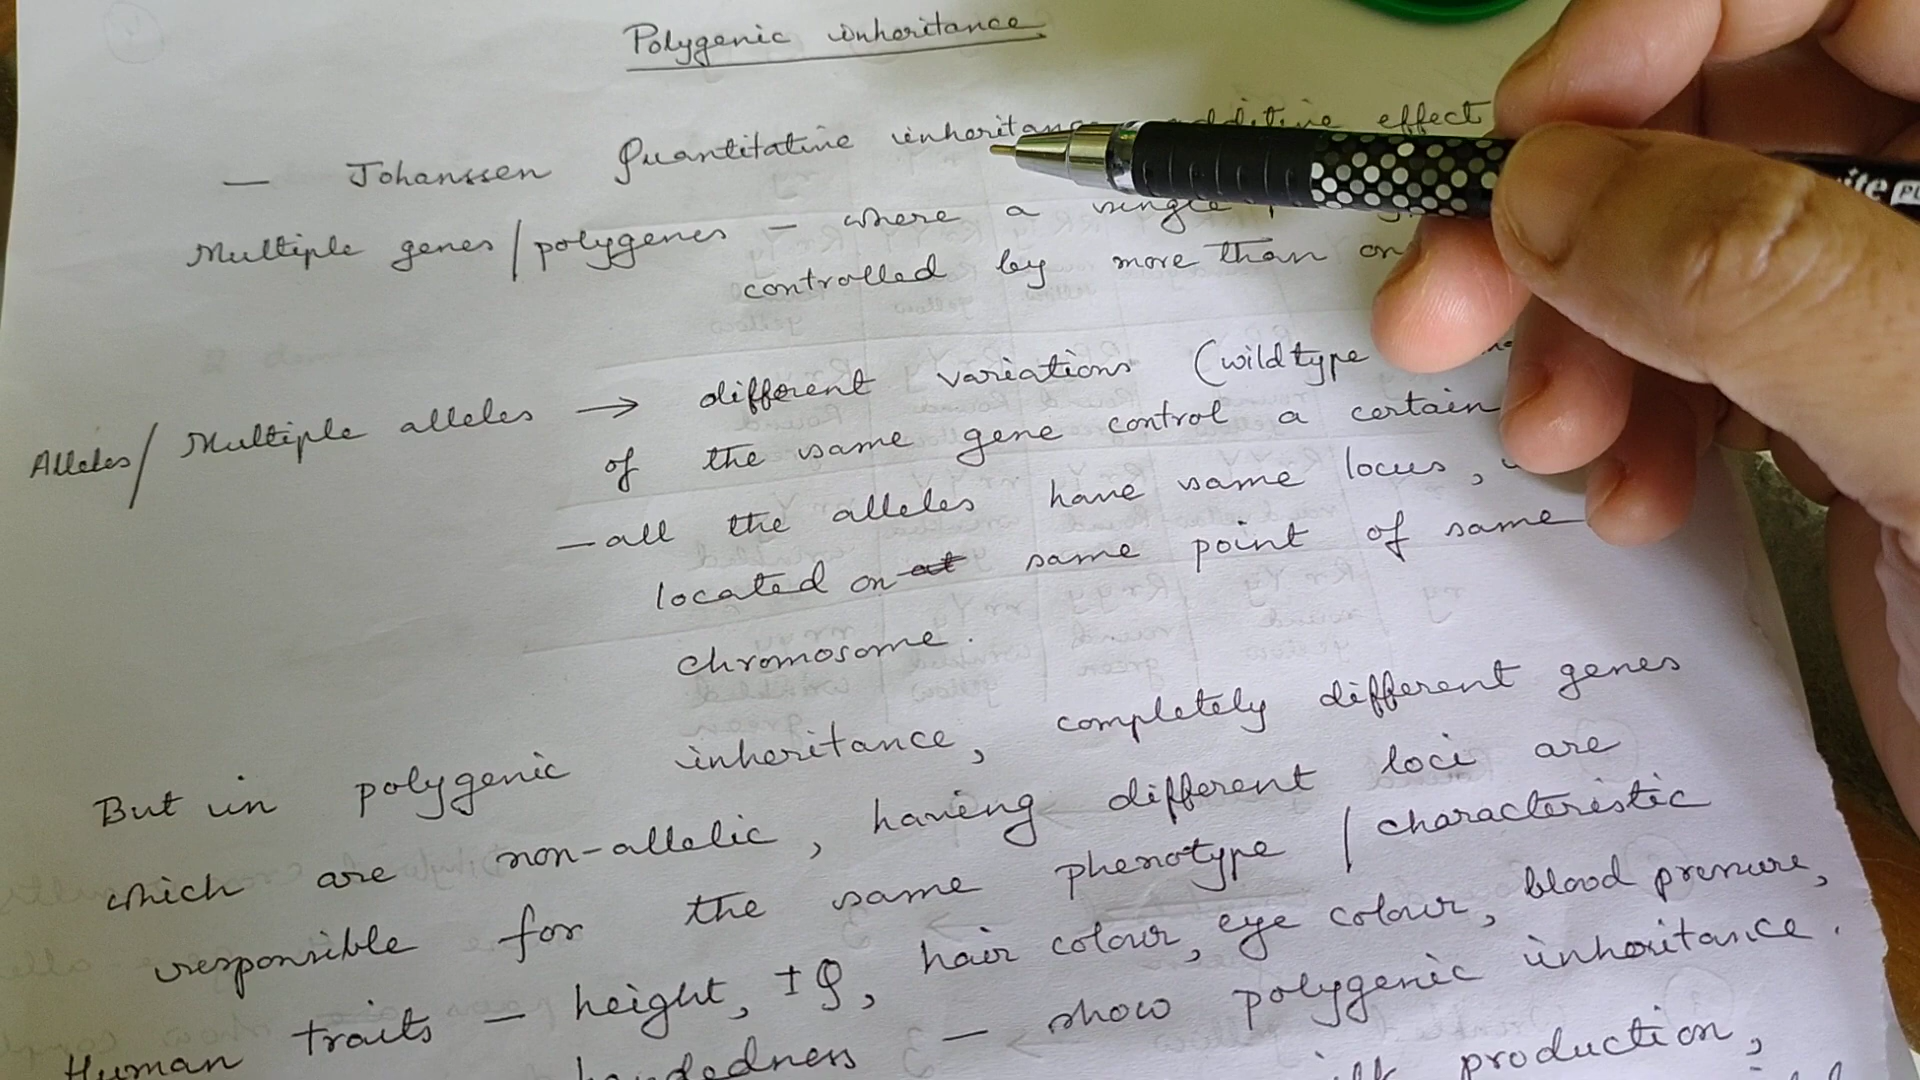 Polygenic inheritance
— Johanssen Quantitative inheritance additive effect
Multiple genes/polygenes — where a single
controlled by more than
Alleles/ Multiple alleles → different variations (wildtype
of the same gene control a certain
— all the alleles have same locus,
located on at same point of same
chromosome.
But in polygenic inheritance, completely different genes
which are non-allelic, having different loci are
responsible for the same phenotype / characteristic
Human traits — height, IQ, hair colour, eye colour, blood pressure,
handedness — show polygenic inheritance.
production,